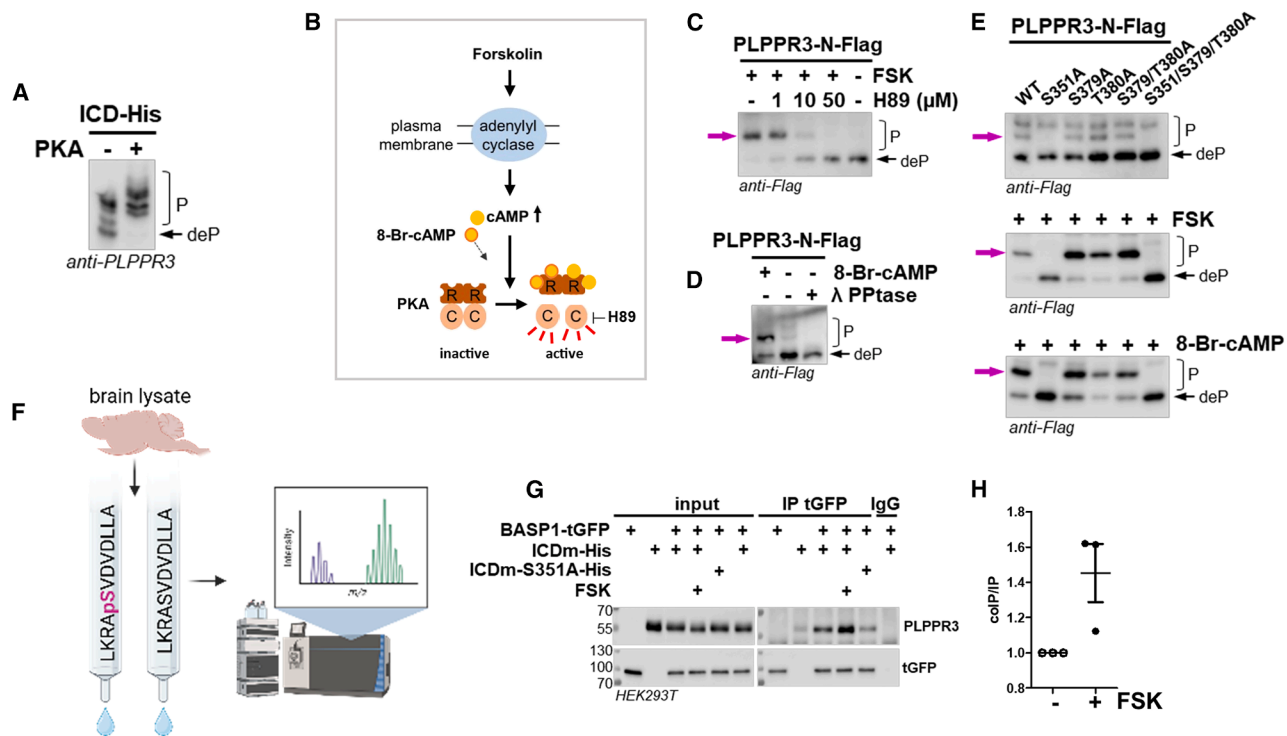 A
ICD-His
PKA - +
P
deP
anti-PLPPR3
B
Forskolin
plasma
membrane
adenylyl
cyclase
cAMP
8-Br-cAMP
R R R R
PKA
C C C C
H89
inactive active
C
PLPPR3-N-Flag
+ + + + - FSK
- 1 10 50 - H89 (µM)
P
deP
anti-Flag
D
PLPPR3-N-Flag
+ - - 8-Br-cAMP
- - + λ PPtase
P
deP
anti-Flag
E
PLPPR3-N-Flag
WT S351A S379A T380A S379/T380A S351/S379/T380A
P
deP
anti-Flag
+ + + + + + FSK
P
deP
+ + + + + + 8-Br-cAMP
P
deP
anti-Flag
F
brain lysate
LKRApSVDVDLLA
LKRASVDVDLLA
Intensity
m/z
G
input IP tGFP IgG
BASP1-tGFP + + + + + + + + + +
ICDm-His + + + + + + + +
ICDm-S351A-His + +
FSK + +
70
55
PLPPR3
130
100
70
tGFP
HEK293T
H
coIP/IP
1.8
1.6
1.4
1.2
1.0
0.8
- + FSK